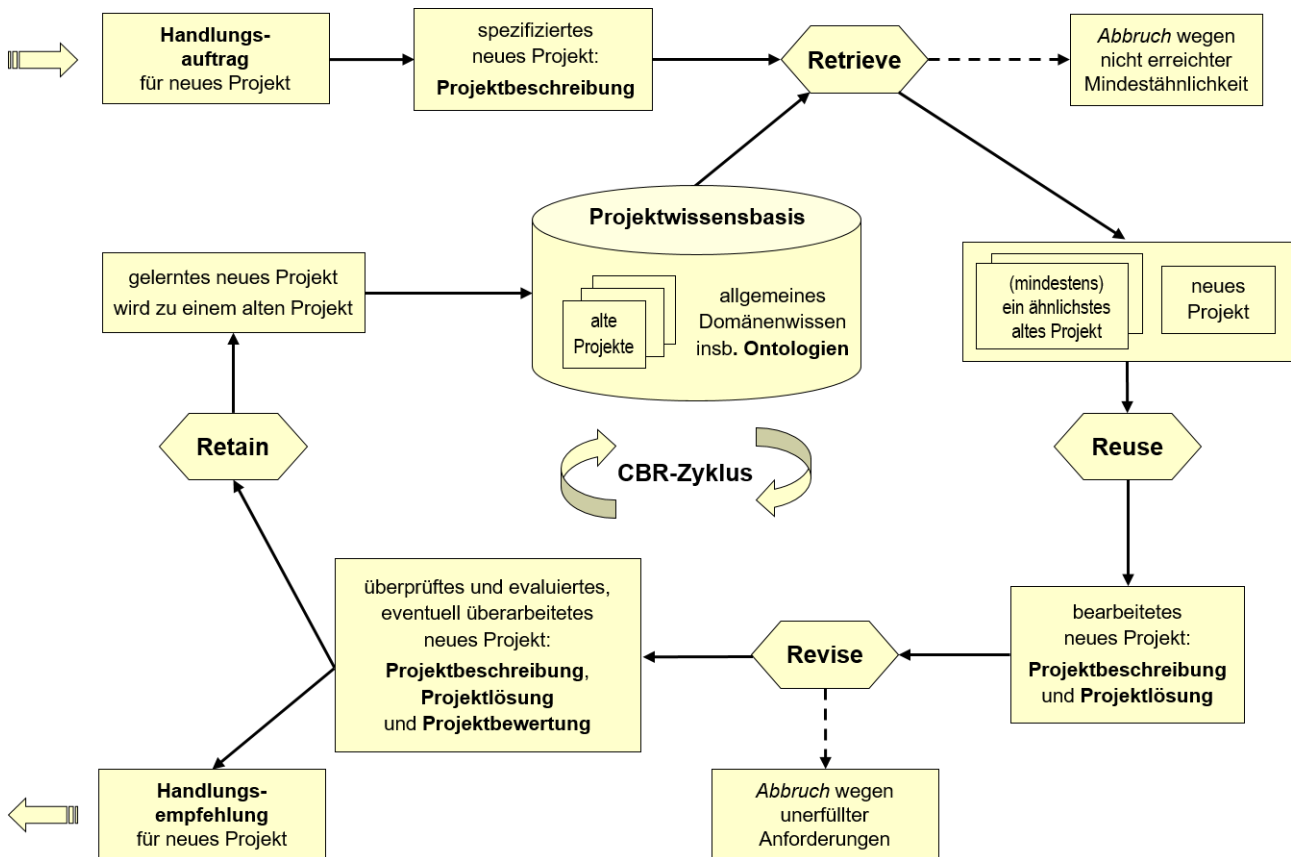 Handlungs-
auftrag
für neues Projekt
spezifiziertes
neues Projekt:
Projektbeschreibung
Retrieve
Abbruch wegen
nicht erreichter
Mindestähnlichkeit
Projektwissensbasis
alte
Projekte
allgemeines
Domänenwissen
insb. Ontologien
gelerntes neues Projekt
wird zu einem alten Projekt
(mindestens)
ein ähnlichstes
altes Projekt
neues
Projekt
Retain
CBR-Zyklus
Reuse
überprüftes und evaluiertes,
eventuell überarbeitetes
neues Projekt:
Projektbeschreibung,
Projektlösung
und Projektbewertung
Revise
bearbeitetes
neues Projekt:
Projektbeschreibung
und Projektlösung
Handlungs-
empfehlung
für neues Projekt
Abbruch wegen
unerfüllter
Anforderungen